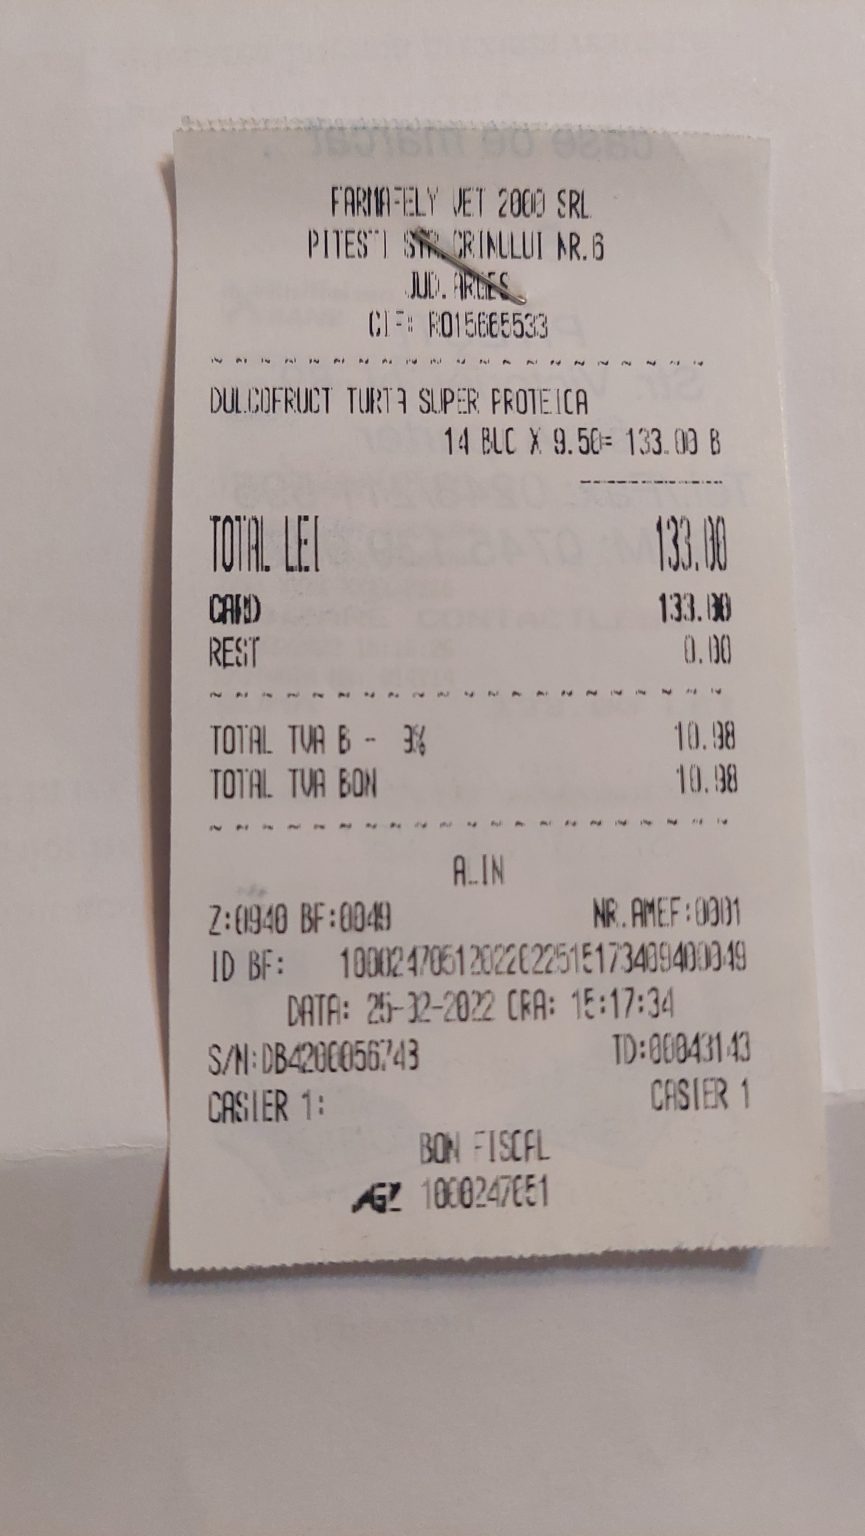 FARMAFELY VET 2000 SRL
PITESTI STR.CRINULUI NR.6
JUD. ARGES
CIF: RO15665533
DULCOFRUCT TURTA SUPER PROTEICA
14 BUC X 9.50= 133.00 B
TOTAL LEI 133.00
CARD 133.00
REST 0.00
TOTAL TVA B - 9% 10.98
TOTAL TVA BON 10.98
Z:0940 BF:0049 NR.AMEF:0001
ID BF: 10002470512022022515173409400049
DATA: 25-02-2022 ORA: 15:17:34
S/N:DB4200056743 TD:00043143
CASIER 1: CASIER 1
BON FISCAL
1000247051